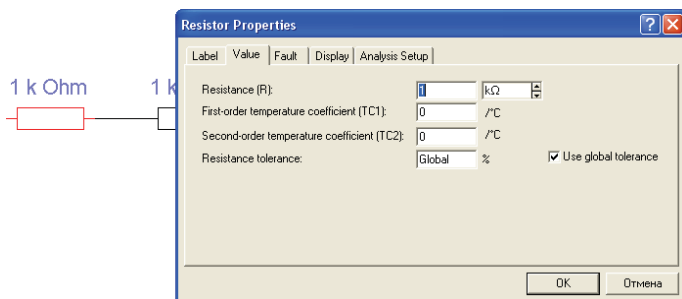 Resistor Properties
Label Value Fault Display Analysis Setup
1 k Ohm 1 k
Resistance (R): 1 kΩ
First-order temperature coefficient (TC1): 0 /°C
Second-order temperature coefficient (TC2): 0 /°C
Resistance tolerance: Global % Use global tolerance
OK Отмена